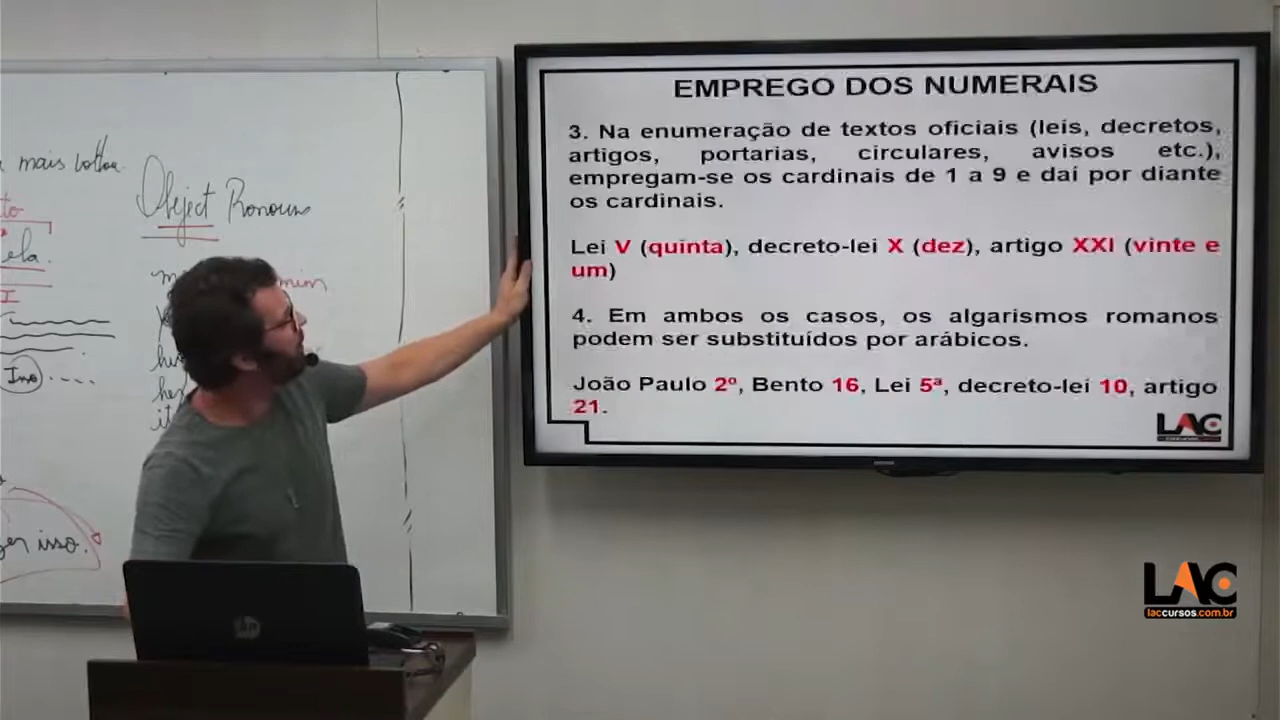 mais voltou.
Object Pronouns
ela.
I
it
isso.
EMPREGO DOS NUMERAIS
3. Na enumeração de textos oficiais (leis, decretos,
artigos, portarias, circulares, avisos etc.),
empregam-se os cardinais de 1 a 9 e daí por diante
os cardinais.
Lei V (quinta), decreto-lei X (dez), artigo XXI (vinte e
um)
4. Em ambos os casos, os algarismos romanos
podem ser substituídos por arábicos.
João Paulo 2º, Bento 16, Lei 5ª, decreto-lei 10, artigo
21.
LAC
LAC
laccursos.com.br